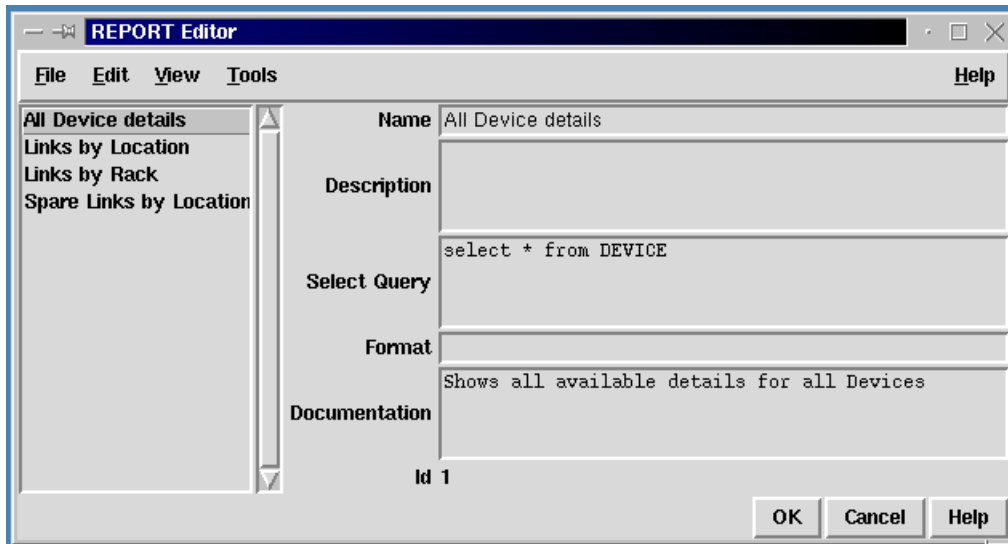 REPORT Editor
File Edit View Tools Help
All Device details
Links by Location
Links by Rack
Spare Links by Location
Name All Device details
Description
Select Query select * from DEVICE
Format
Documentation Shows all available details for all Devices
Id 1
OK Cancel Help